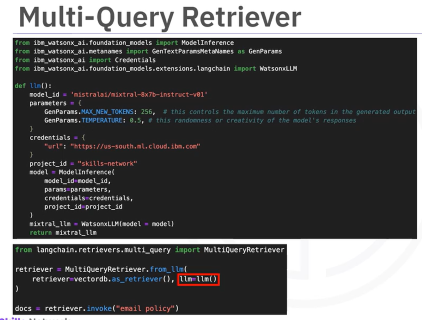 Multi-Query Retriever
from ibm_watsonx_ai.foundation_models import ModelInference
from ibm_watsonx_ai.metanames import GenTextParamsMetaNames as GenParams
from ibm_watsonx_ai import Credentials
from ibm_watsonx_ai.foundation_models.extensions.langchain import WatsonxLLM
def llm():
model_id = 'mistralai/mixtral-8x7b-instruct-v01'
parameters = {
GenParams.MAX_NEW_TOKENS: 256, # this controls the maximum number of tokens in the generated output
GenParams.TEMPERATURE: 0.5, # this randomness or creativity of the model's responses
}
credentials = {
"url": "https://us-south.ml.cloud.ibm.com"
}
project_id = "skills-network"
model = ModelInference(
model_id=model_id,
params=parameters,
credentials=credentials,
project_id=project_id
)
mixtral_llm = WatsonxLLM(model = model)
return mixtral_llm
from langchain.retrievers.multi_query import MultiQueryRetriever
retriever = MultiQueryRetriever.from_llm(
retriever=vectordb.as_retriever(), llm=llm()
)
docs = retriever.invoke("email policy")